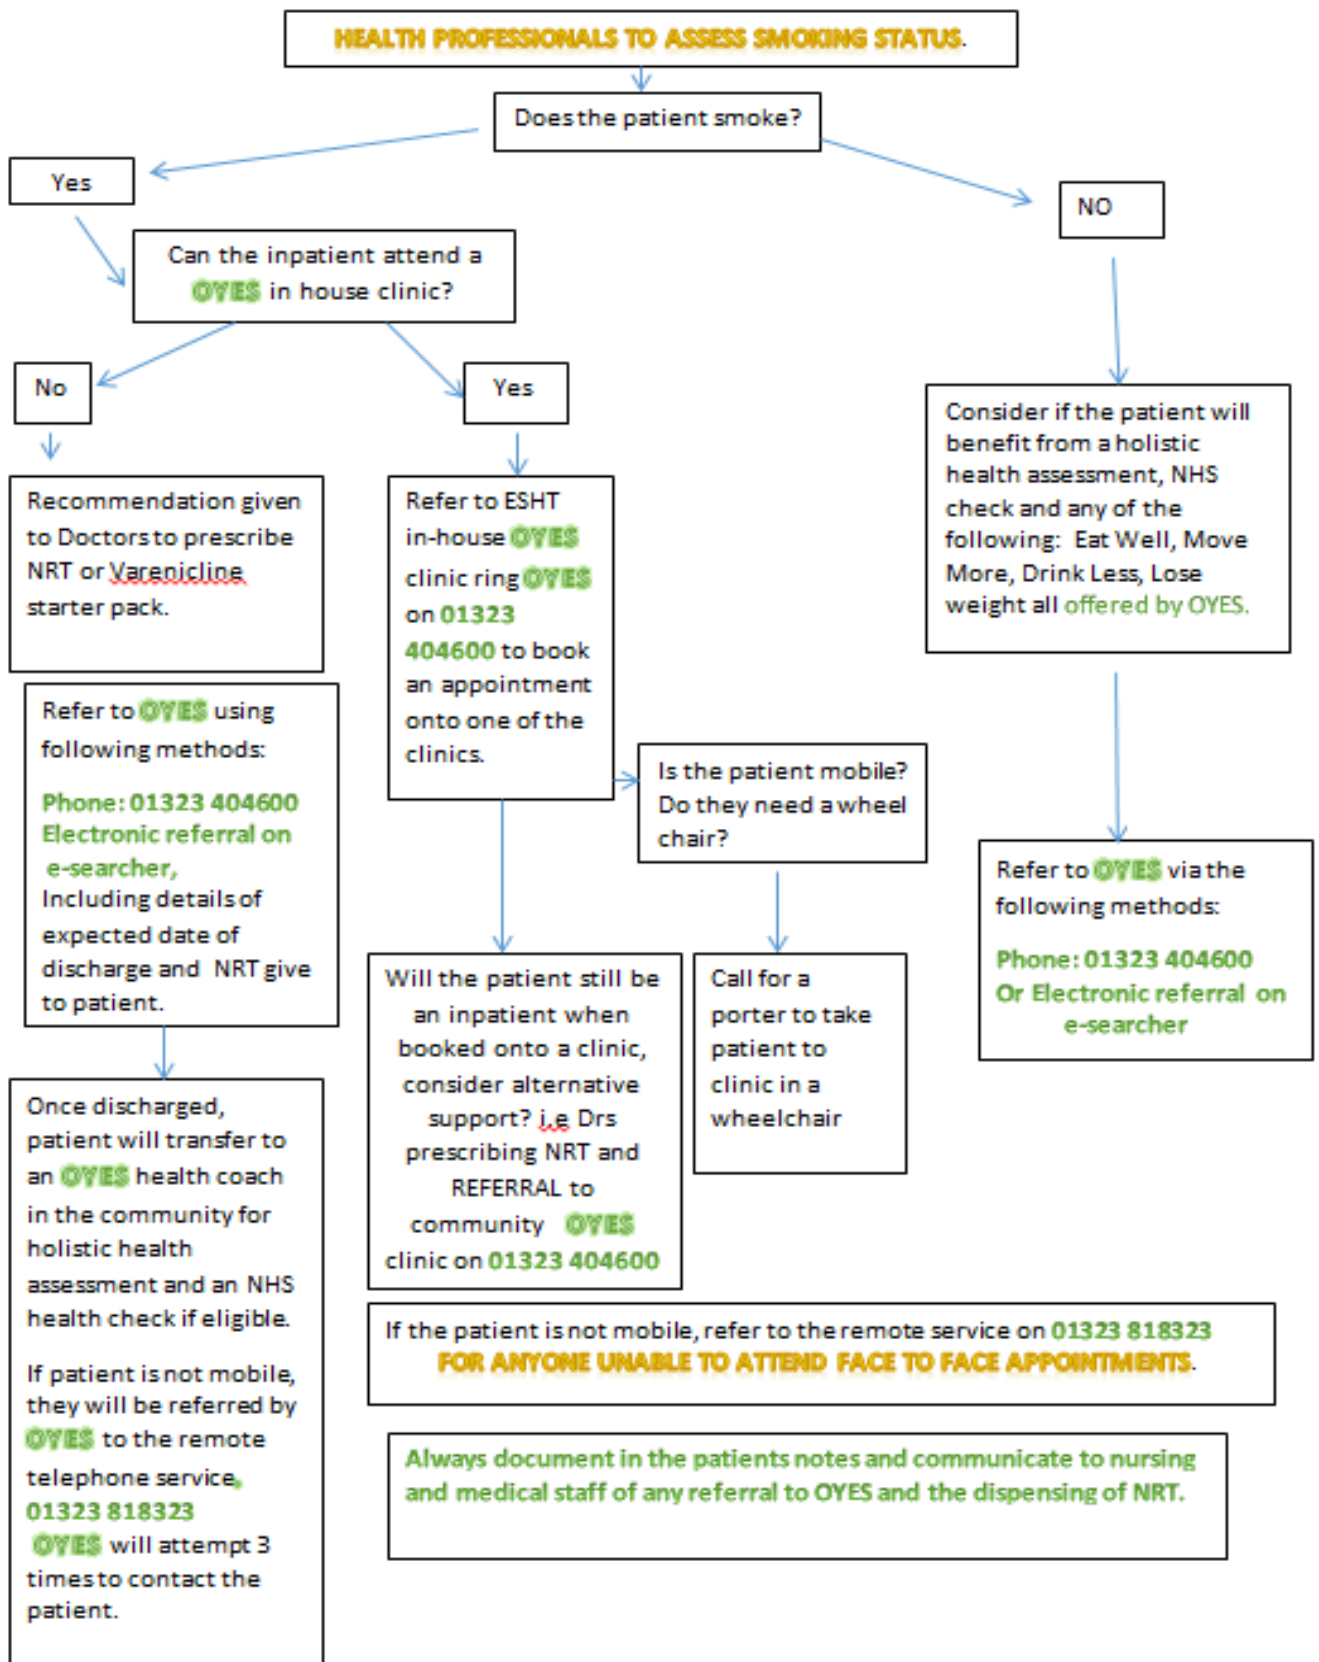 HEALTH PROFESSIONALS TO ASSESS SMOKING STATUS.
Does the patient smoke?
Yes
NO
Can the inpatient attend a
OYES in house clinic?
No
Yes
Recommendation given
to Doctors to prescribe
NRT or Varenicline
starter pack.
Refer to OYES using
following methods:
Phone: 01323 404600
Electronic referral on
e-searcher,
Including details of
expected date of
discharge and NRT give
to patient.
Once discharged,
patient will transfer to
an OYES health coach
in the community for
holistic health
assessment and an NHS
health check if eligible.
If patient is not mobile,
they will be referred by
OYES to the remote
telephone service.
01323 818323
OYES will attempt 3
times to contact the
patient.
Refer to ESHT
in-house OYES
clinic ring OYES
on 01323
404600 to book
an appointment
onto one of the
clinics.
Is the patient mobile?
Do they need a wheel
chair?
Will the patient still be
an inpatient when
booked onto a clinic,
consider alternative
support? i.e Drs
prescribing NRT and
REFERRAL to
community OYES
clinic on 01323 404600
Call for a
porter to take
patient to
clinic in a
wheelchair
Consider if the patient will
benefit from a holistic
health assessment, NHS
check and any of the
following: Eat Well, Move
More, Drink Less, Lose
weight all offered by OYES.
Refer to OYES via the
following methods:
Phone: 01323 404600
Or Electronic referral on
e-searcher
If the patient is not mobile, refer to the remote service on 01323 818323
FOR ANYONE UNABLE TO ATTEND FACE TO FACE APPOINTMENTS.
Always document in the patients notes and communicate to nursing
and medical staff of any referral to OYES and the dispensing of NRT.